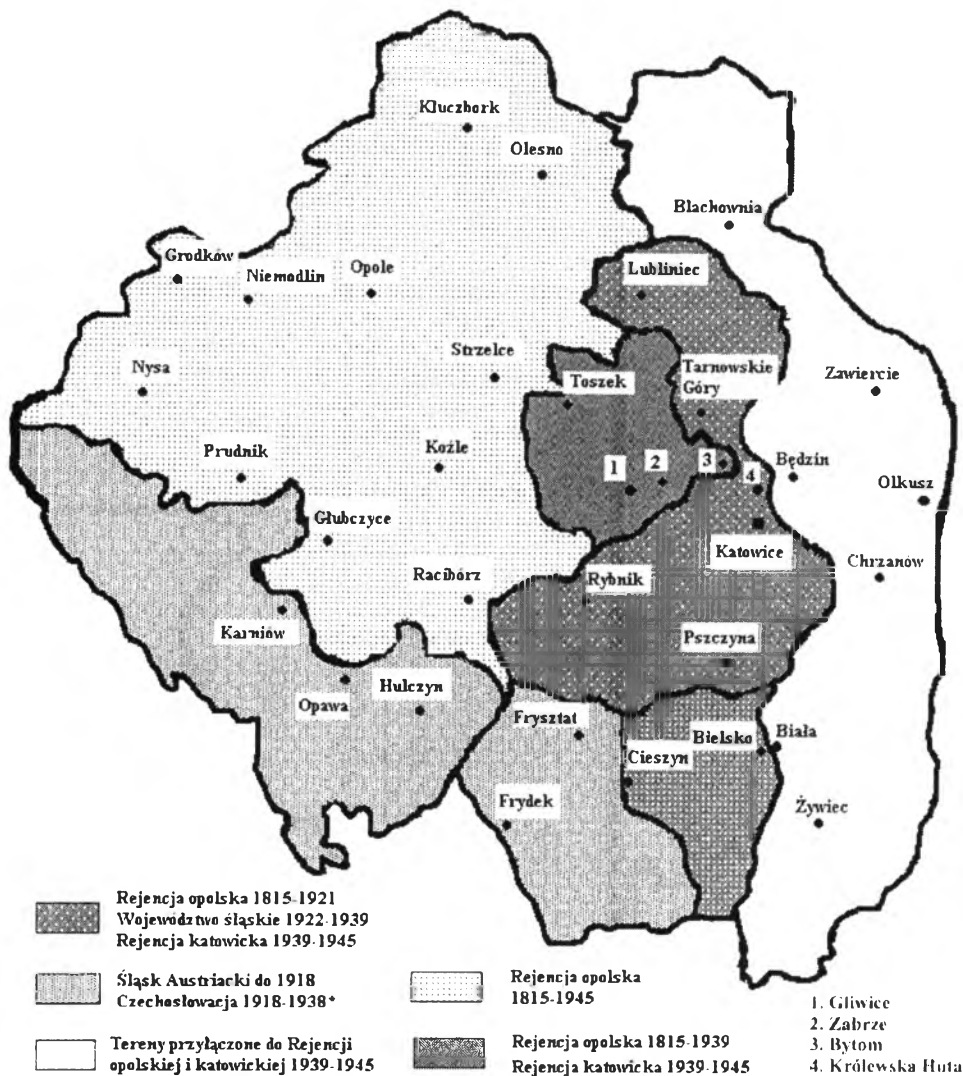 Kluczbork
Olesno
Blachownia
Grodków
Niemodlin
Opole
Lubliniec
Strzelce
Nysa
Toszek
Tarnowskie
Góry
Zawiercie
Prudnik
Koźle
1
2
3
4
Będzin
Olkusz
Głubczyce
Katowice
Chrzanów
Racibórz
Rybnik
Karniów
Pszczyna
Opawa
Hulczyn
Frysztat
Cieszyn
Bielsko
Biała
Frydek
Żywiec
Rejencja opolska 1815-1921
Województwo śląskie 1922-1939
Rejencja katowicka 1939-1945
Śląsk Austriacki do 1918
Czechosłowacja 1918-1938*
Tereny przyłączone do Rejencji
opolskiej i katowickiej 1939-1945
Rejencja opolska
1815-1945
Rejencja opolska 1815-1939
Rejencja katowicka 1939-1945
1. Gliwice
2. Zabrze
3. Bytom
4. Królewska Huta